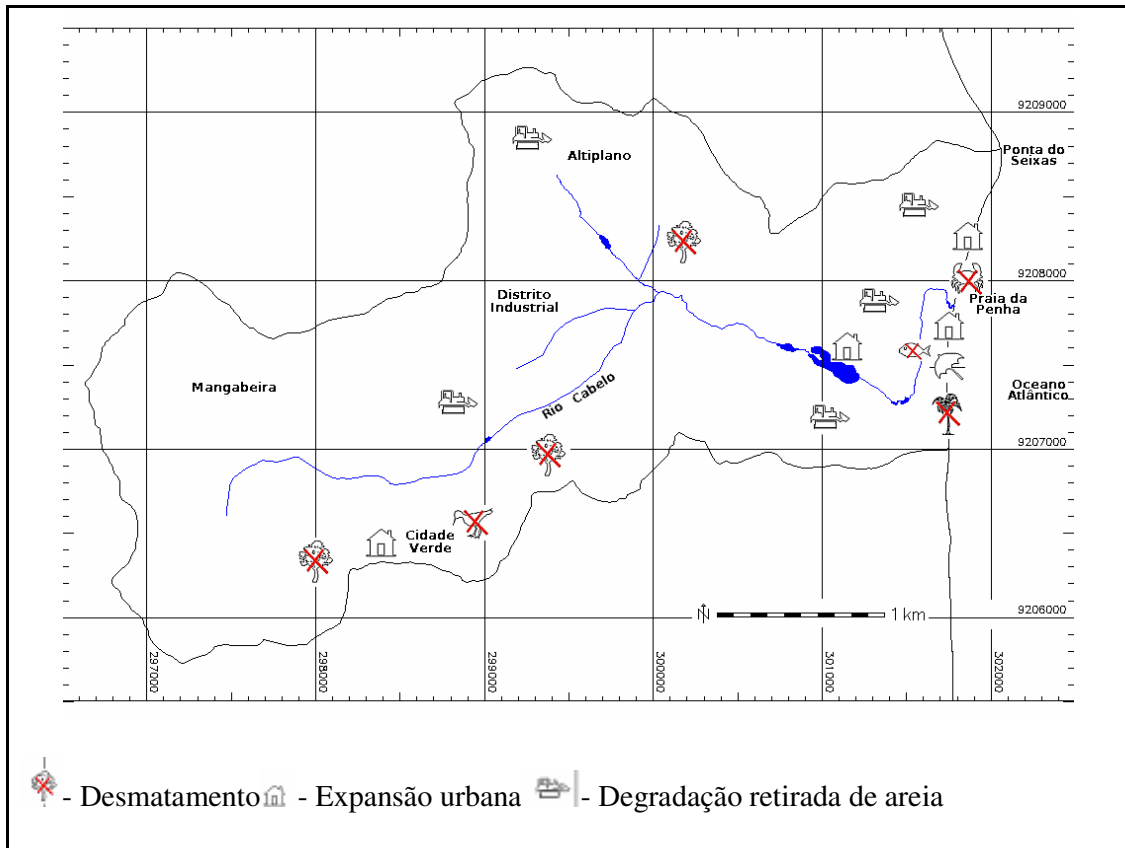 9209000
Altiplano
Ponta do
Seixas
9208000
Distrito
Industrial
Praia da
Penha
Mangabeira
Rio Cabelo
Oceano
Atlântico
9207000
Cidade
Verde
N
1 km
9206000
297000
298000
299000
300000
301000
302000
- Desmatamento - Expansão urbana - Degradação retirada de areia